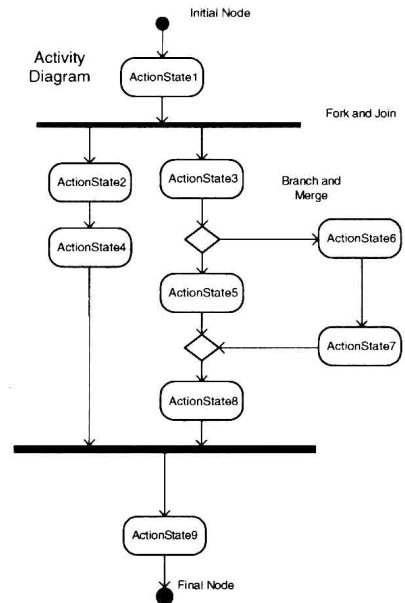 Initial Node
Activity
Diagram
ActionState1
Fork and Join
ActionState2
ActionState3
Branch and
Merge
ActionState4
ActionState6
ActionState5
ActionState7
ActionState8
ActionState9
Final Node